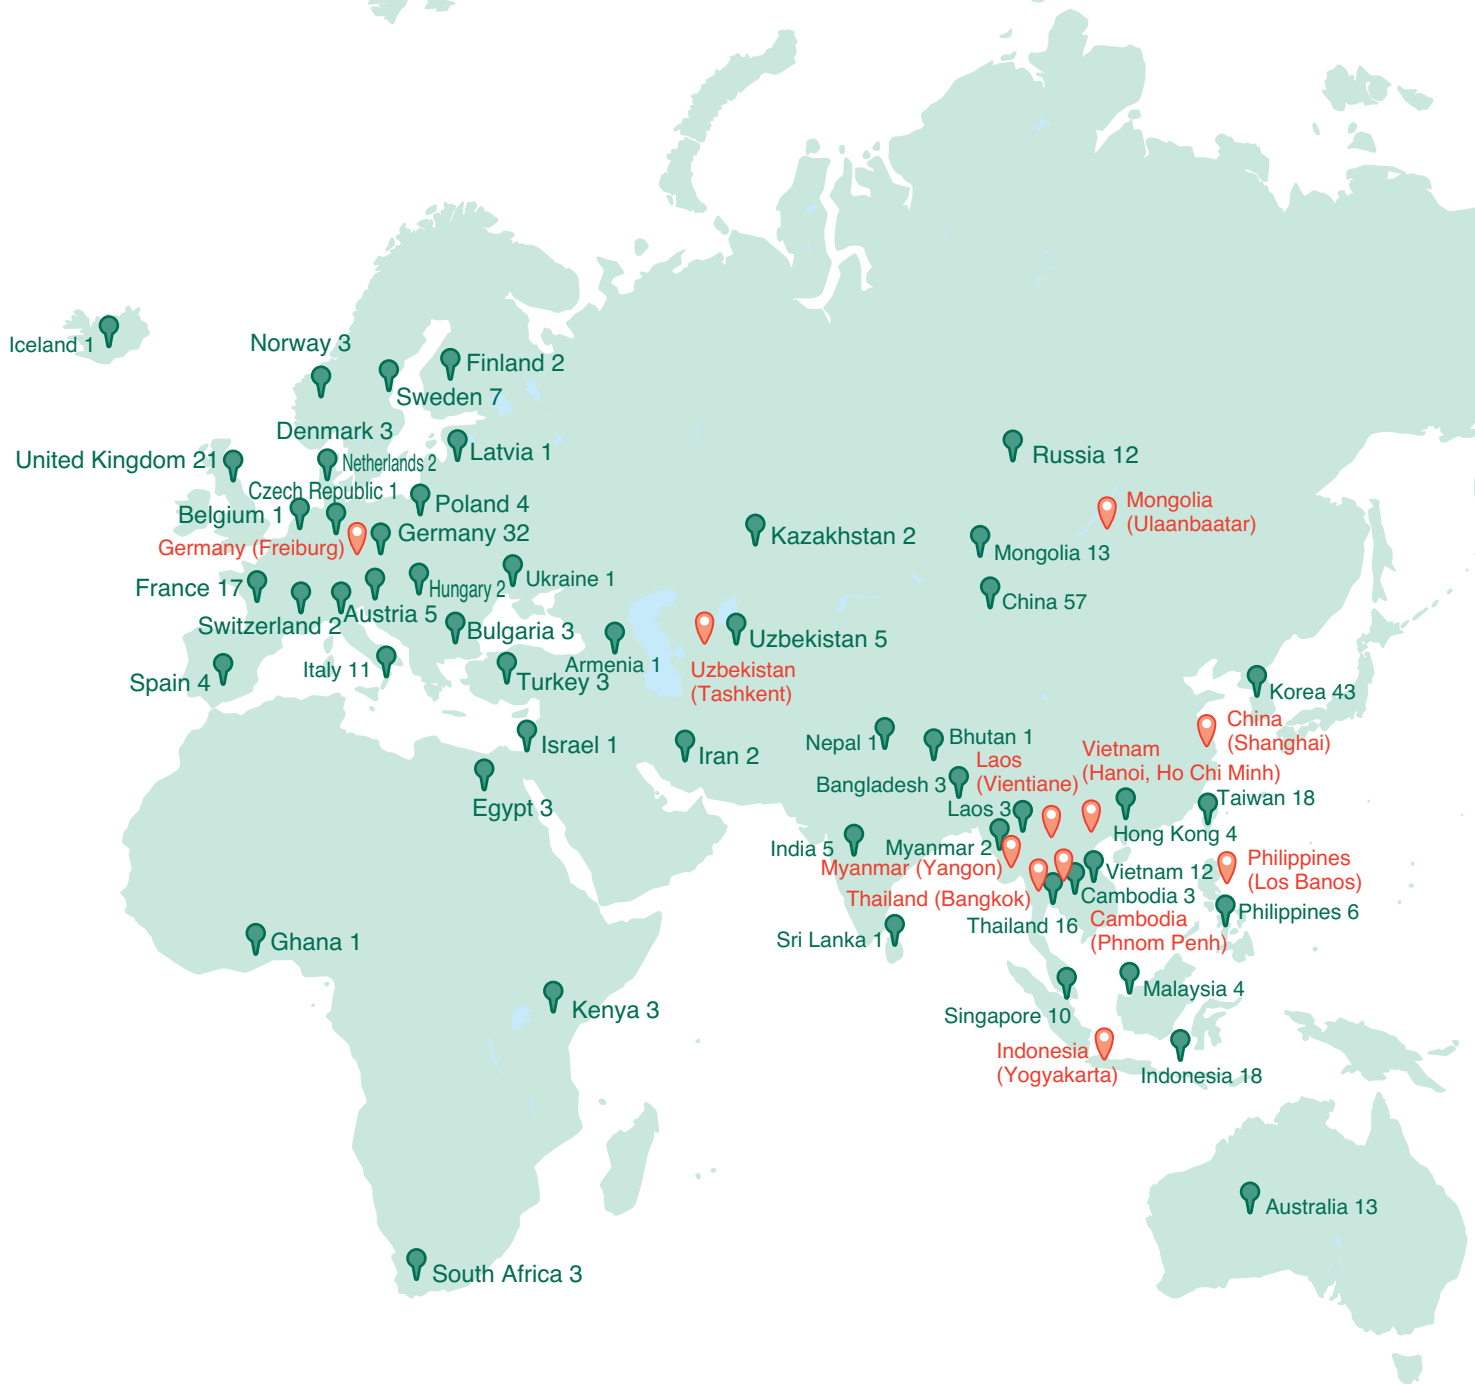 Iceland 1
Norway 3
Finland 2
Sweden 7
Denmark 3
United Kingdom 21
Netherlands 2
Latvia 1
Czech Republic 1
Belgium 1
Poland 4
Germany (Freiburg)
Germany 32
France 17
Hungary 2
Ukraine 1
Switzerland 2
Austria 5
Bulgaria 3
Spain 4
Italy 11
Turkey 3
Armenia 1
Uzbekistan
(Tashkent)
Uzbekistan 5
Kazakhstan 2
Russia 12
Mongolia
(Ulaanbaatar)
Mongolia 13
China 57
Korea 43
China
(Shanghai)
Israel 1
Iran 2
Egypt 3
Nepal 1
Bhutan 1
Bangladesh 3
Laos
(Vientiane)
Vietnam
(Hanoi, Ho Chi Minh)
Laos 3
Taiwan 18
Hong Kong 4
India 5
Myanmar 2
Myanmar (Yangon)
Vietnam 12
Philippines
(Los Banos)
Thailand (Bangkok)
Cambodia 3
Thailand 16
Cambodia
(Phnom Penh)
Philippines 6
Sri Lanka 1
Ghana 1
Kenya 3
Singapore 10
Malaysia 4
Indonesia
(Yogyakarta)
Indonesia 18
Australia 13
South Africa 3